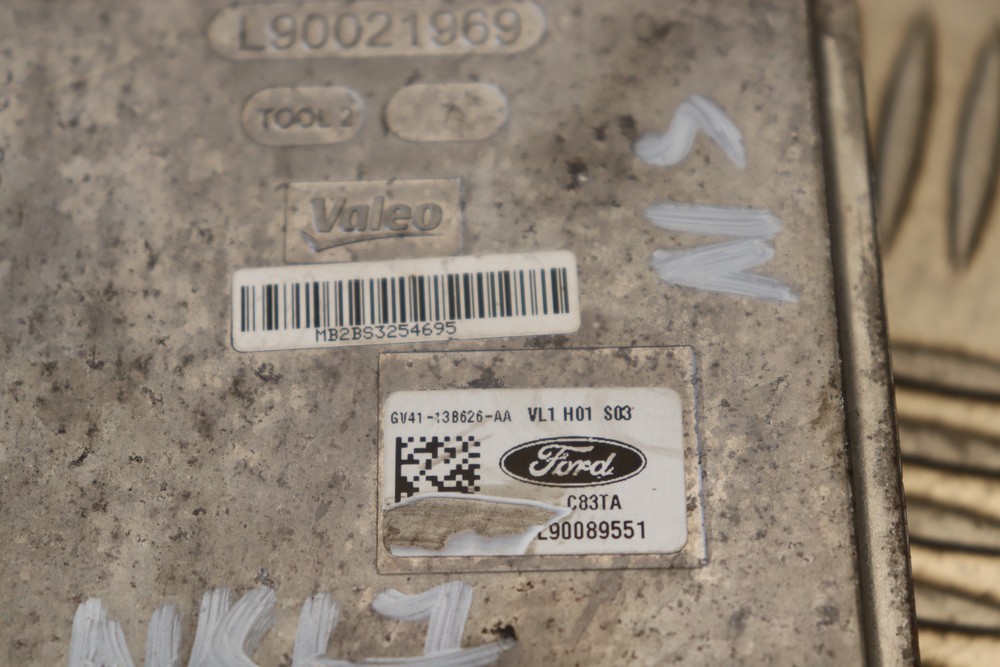 L90021969
TOOL 2
Valeo
MB2BS3254695
GV41-13B626-AA VL1 H01 S03
Ford
C83TA
L90089551